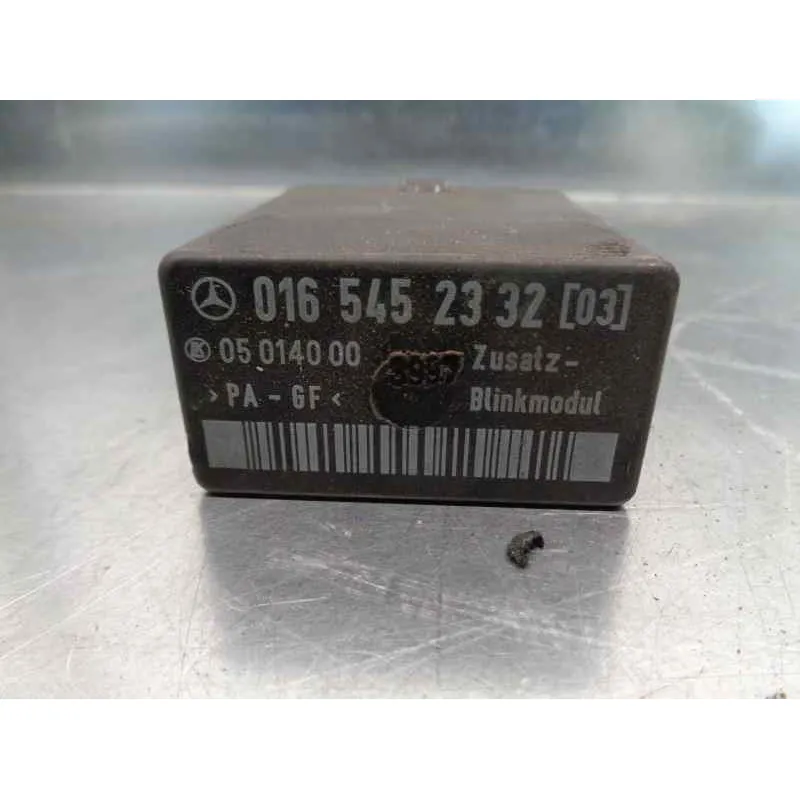 016 545 23 32 [03]
05 0140 00 Zusatz-
>PA-GF< Blinkmodul